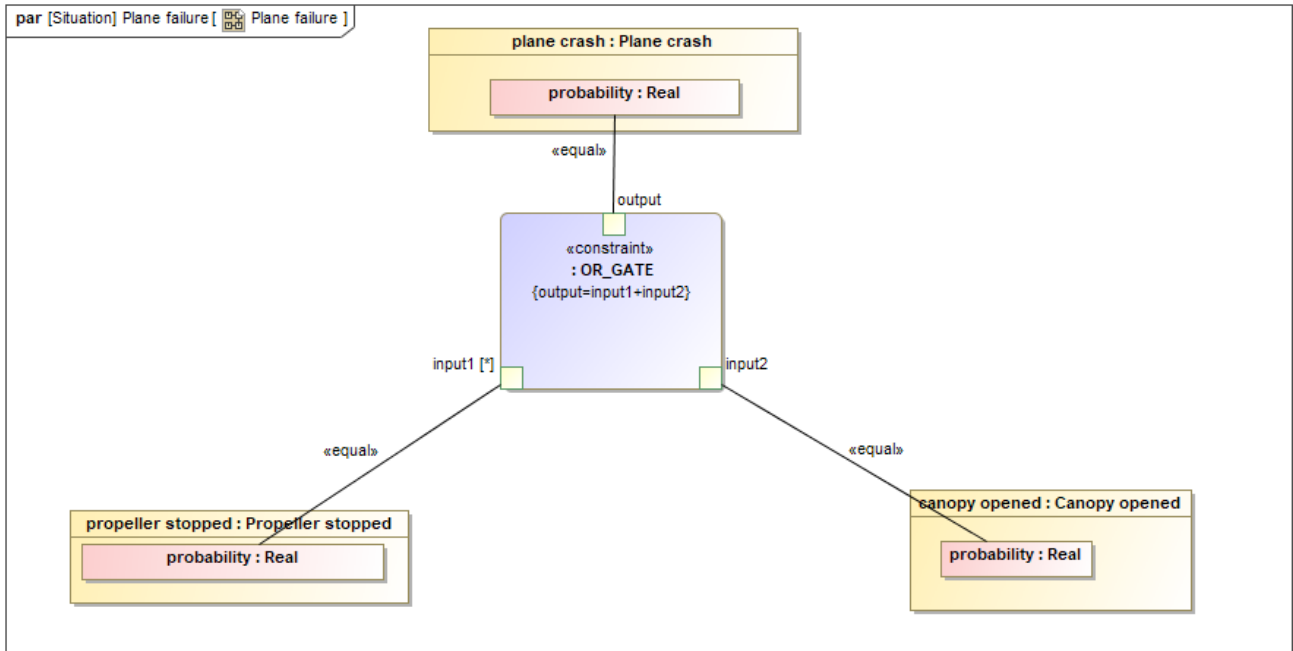 par [Situation] Plane failure [ Plane failure ]
plane crash : Plane crash
probability : Real
«equal»
output
«constraint»
: OR_GATE
{output=input1+input2}
input1 [*]
input2
«equal»
«equal»
propeller stopped : Propeller stopped
probability : Real
canopy opened : Canopy opened
probability : Real